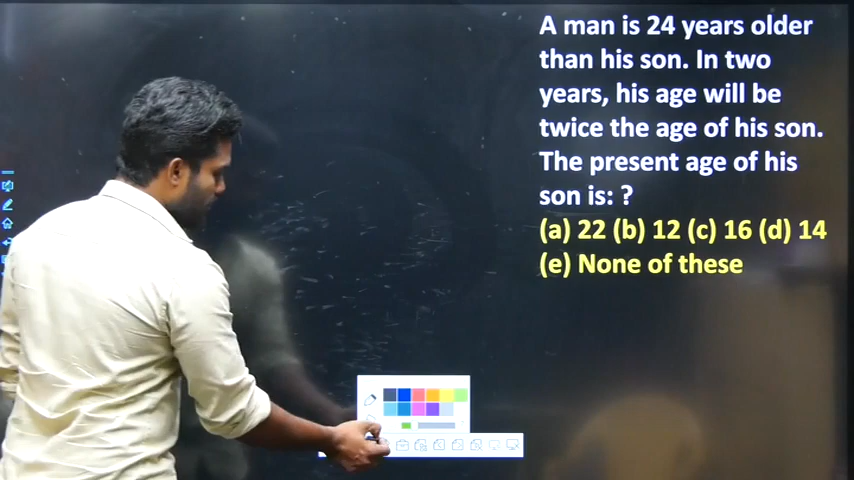 A man is 24 years older
than his son. In two
years, his age will be
twice the age of his son.
The present age of his
son is: ?
(a) 22 (b) 12 (c) 16 (d) 14
(e) None of these